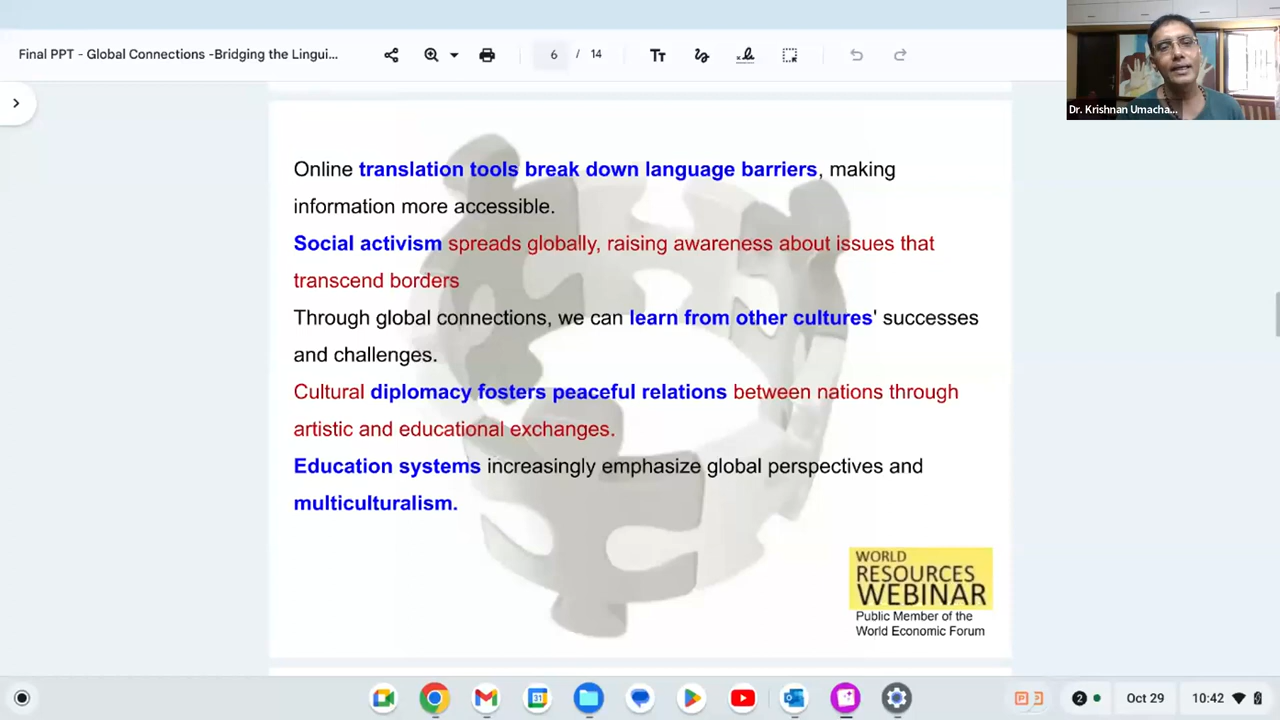 Final PPT - Global Connections -Bridging the Lingui...
6 / 14
Tr
Dr. Krishnan Umacha...
Online translation tools break down language barriers, making
information more accessible.
Social activism spreads globally, raising awareness about issues that
transcend borders
Through global connections, we can learn from other cultures' successes
and challenges.
Cultural diplomacy fosters peaceful relations between nations through
artistic and educational exchanges.
Education systems increasingly emphasize global perspectives and
multiculturalism.
WORLD
RESOURCES
WEBINAR
Public Member of the
World Economic Forum
31
2
Oct 29
10:42